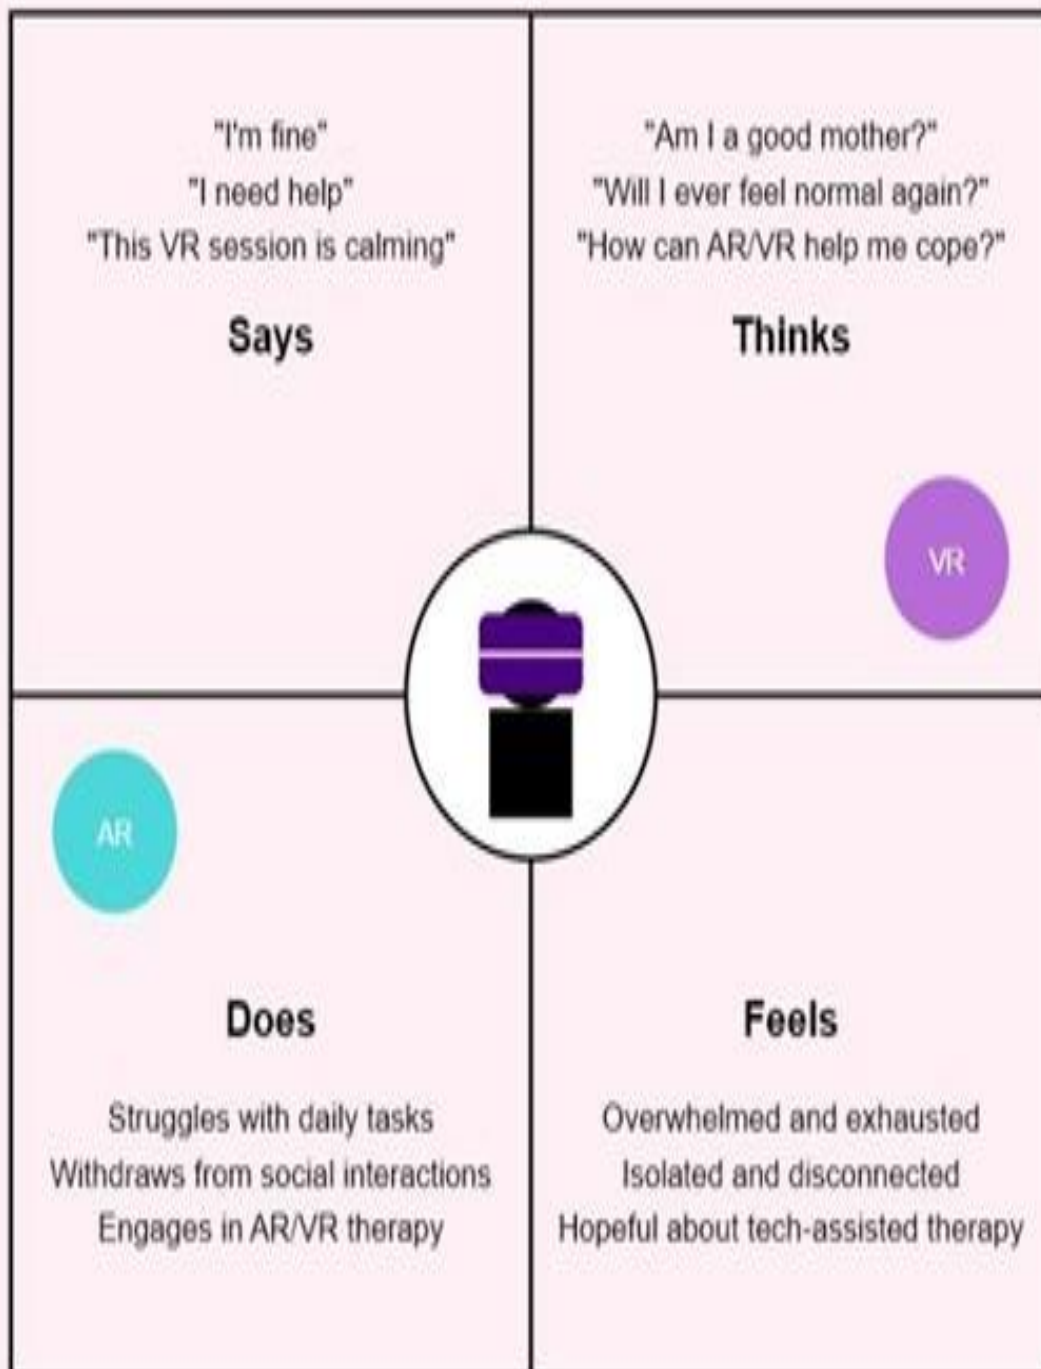 "I'm fine"
"I need help"
"This VR session is calming"
Says
"Am I a good mother?"
"Will I ever feel normal again?"
"How can AR/VR help me cope?"
Thinks
VR
AR
Does
Struggles with daily tasks
Withdraws from social interactions
Engages in AR/VR therapy
Feels
Overwhelmed and exhausted
Isolated and disconnected
Hopeful about tech-assisted therapy